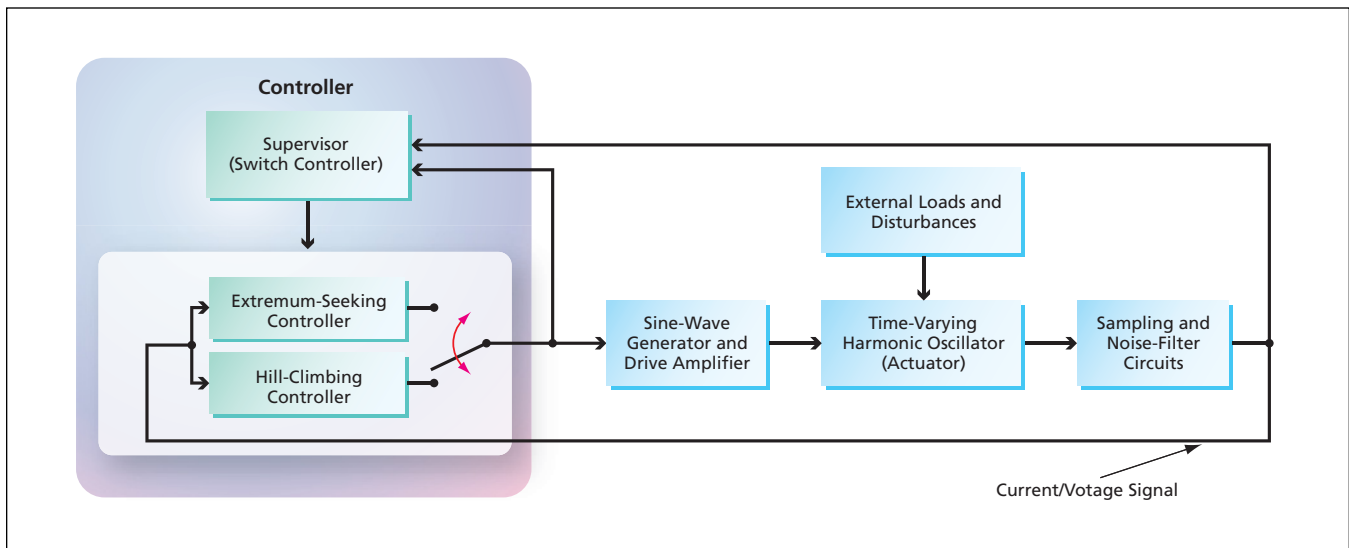 Controller
Supervisor
(Switch Controller)
External Loads and
Disturbances
Extremum-Seeking
Controller
Hill-Climbing
Controller
Sine-Wave
Generator and
Drive Amplifier
Time-Varying
Harmonic Oscillator
(Actuator)
Sampling and
Noise-Filter
Circuits
Current/Votage Signal